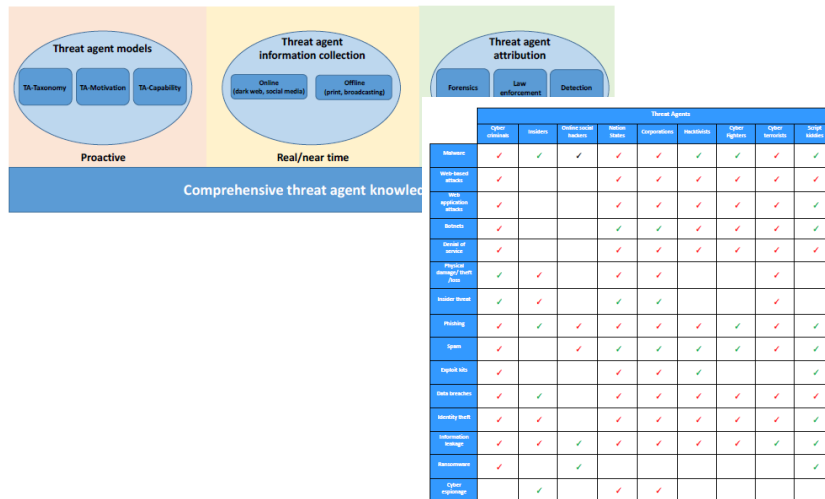 Threat agent models
TA-Taxonomy
TA-Motivation
TA-Capability
Proactive
Threat agent
information collection
Online
(dark web, social media)
Offline
(print, broadcasting)
Real/near time
Threat agent
attribution
Forensics
Law
enforcement
Detection
Comprehensive threat agent
Threat Agents
Cyber
criminals
Insiders
Online social
hackers
Nation
States
Corporations
Hacktivists
Cyber
Fighters
Cyber
terrorists
Script
kiddies
Malware ✓ ✓ ✓ ✓ ✓ ✓ ✓ ✓ ✓
Web-based
attacks ✓ ✓ ✓ ✓ ✓ ✓ ✓
Web
application
attacks ✓ ✓ ✓ ✓ ✓ ✓ ✓
Botnets ✓ ✓ ✓ ✓ ✓ ✓ ✓
Denial of
service ✓ ✓ ✓ ✓ ✓ ✓ ✓
Physical
damage/ theft
/loss ✓ ✓ ✓ ✓ ✓
Insider threat ✓ ✓ ✓ ✓ ✓
Phishing ✓ ✓ ✓ ✓ ✓ ✓ ✓ ✓ ✓
Spam ✓ ✓ ✓ ✓ ✓ ✓ ✓ ✓
Exploit kits ✓ ✓ ✓ ✓ ✓
Data breaches ✓ ✓ ✓ ✓ ✓ ✓ ✓ ✓
Identity theft ✓ ✓ ✓ ✓ ✓ ✓ ✓ ✓
Information
leakage ✓ ✓ ✓ ✓ ✓ ✓ ✓ ✓ ✓
Ransomware ✓ ✓ ✓
Cyber
espionage ✓ ✓ ✓